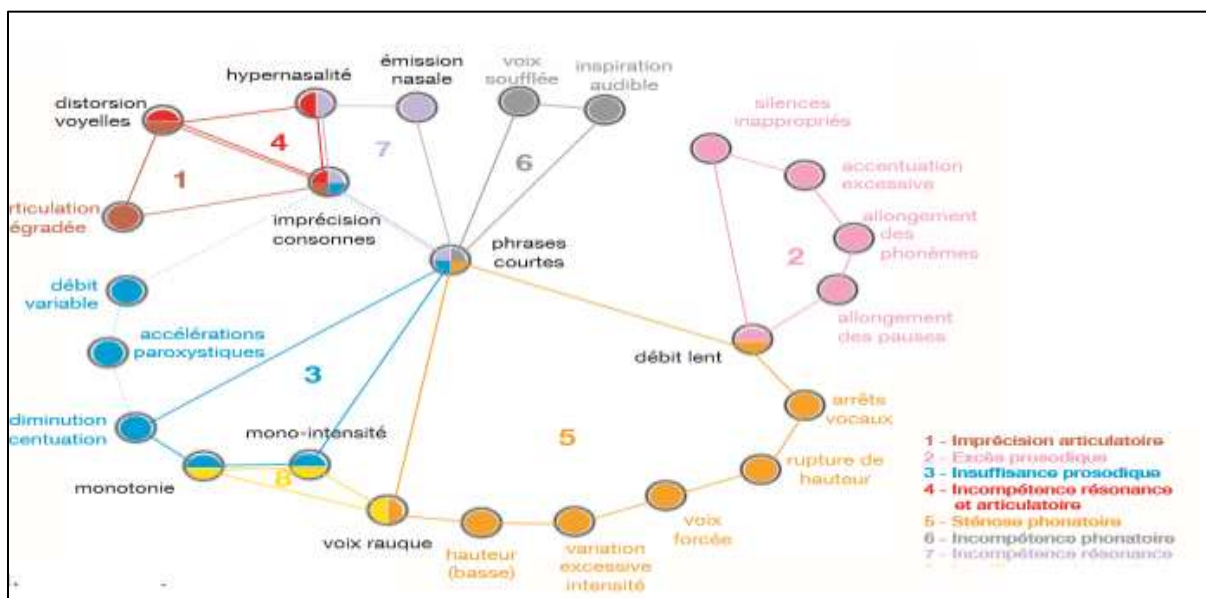 hypernasalité
émission
nasale
voix
soufflée
inspiration
audible
distorsion
voyelles
silences
inappropriés
4
7
6
1
accentuation
excessive
rticulation
égradée
imprécision
consonnes
phrases
courtes
allongement
des
phonèmes
2
débit
variable
allongement
des pauses
accélérations
paroxystiques
débit lent
3
diminution
centuation
mono-intensité
arrêts
vocaux
5
monotonie
8
rupture de
hauteur
voix rauque
hauteur
(basse)
variation
excessive
intensité
voix
forcée
1 - Imprécision articulatoire
2 - Excès prosodique
3 - Insuffisance prosodique
4 - Incompétence résonance
et articulatoire
5 - Sténose phonatoire
6 - Incompétence phonatoire
7 - Incompétence résonance